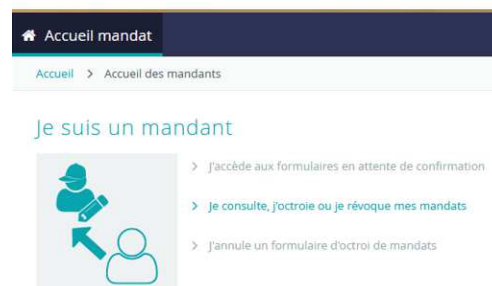 Accueil mandat
Accueil > Accueil des mandants
Je suis un mandant
> J'accède aux formulaires en attente de confirmation
> Je consulte, j'octroie ou je révoque mes mandats
> J'annule un formulaire d'octroi de mandats